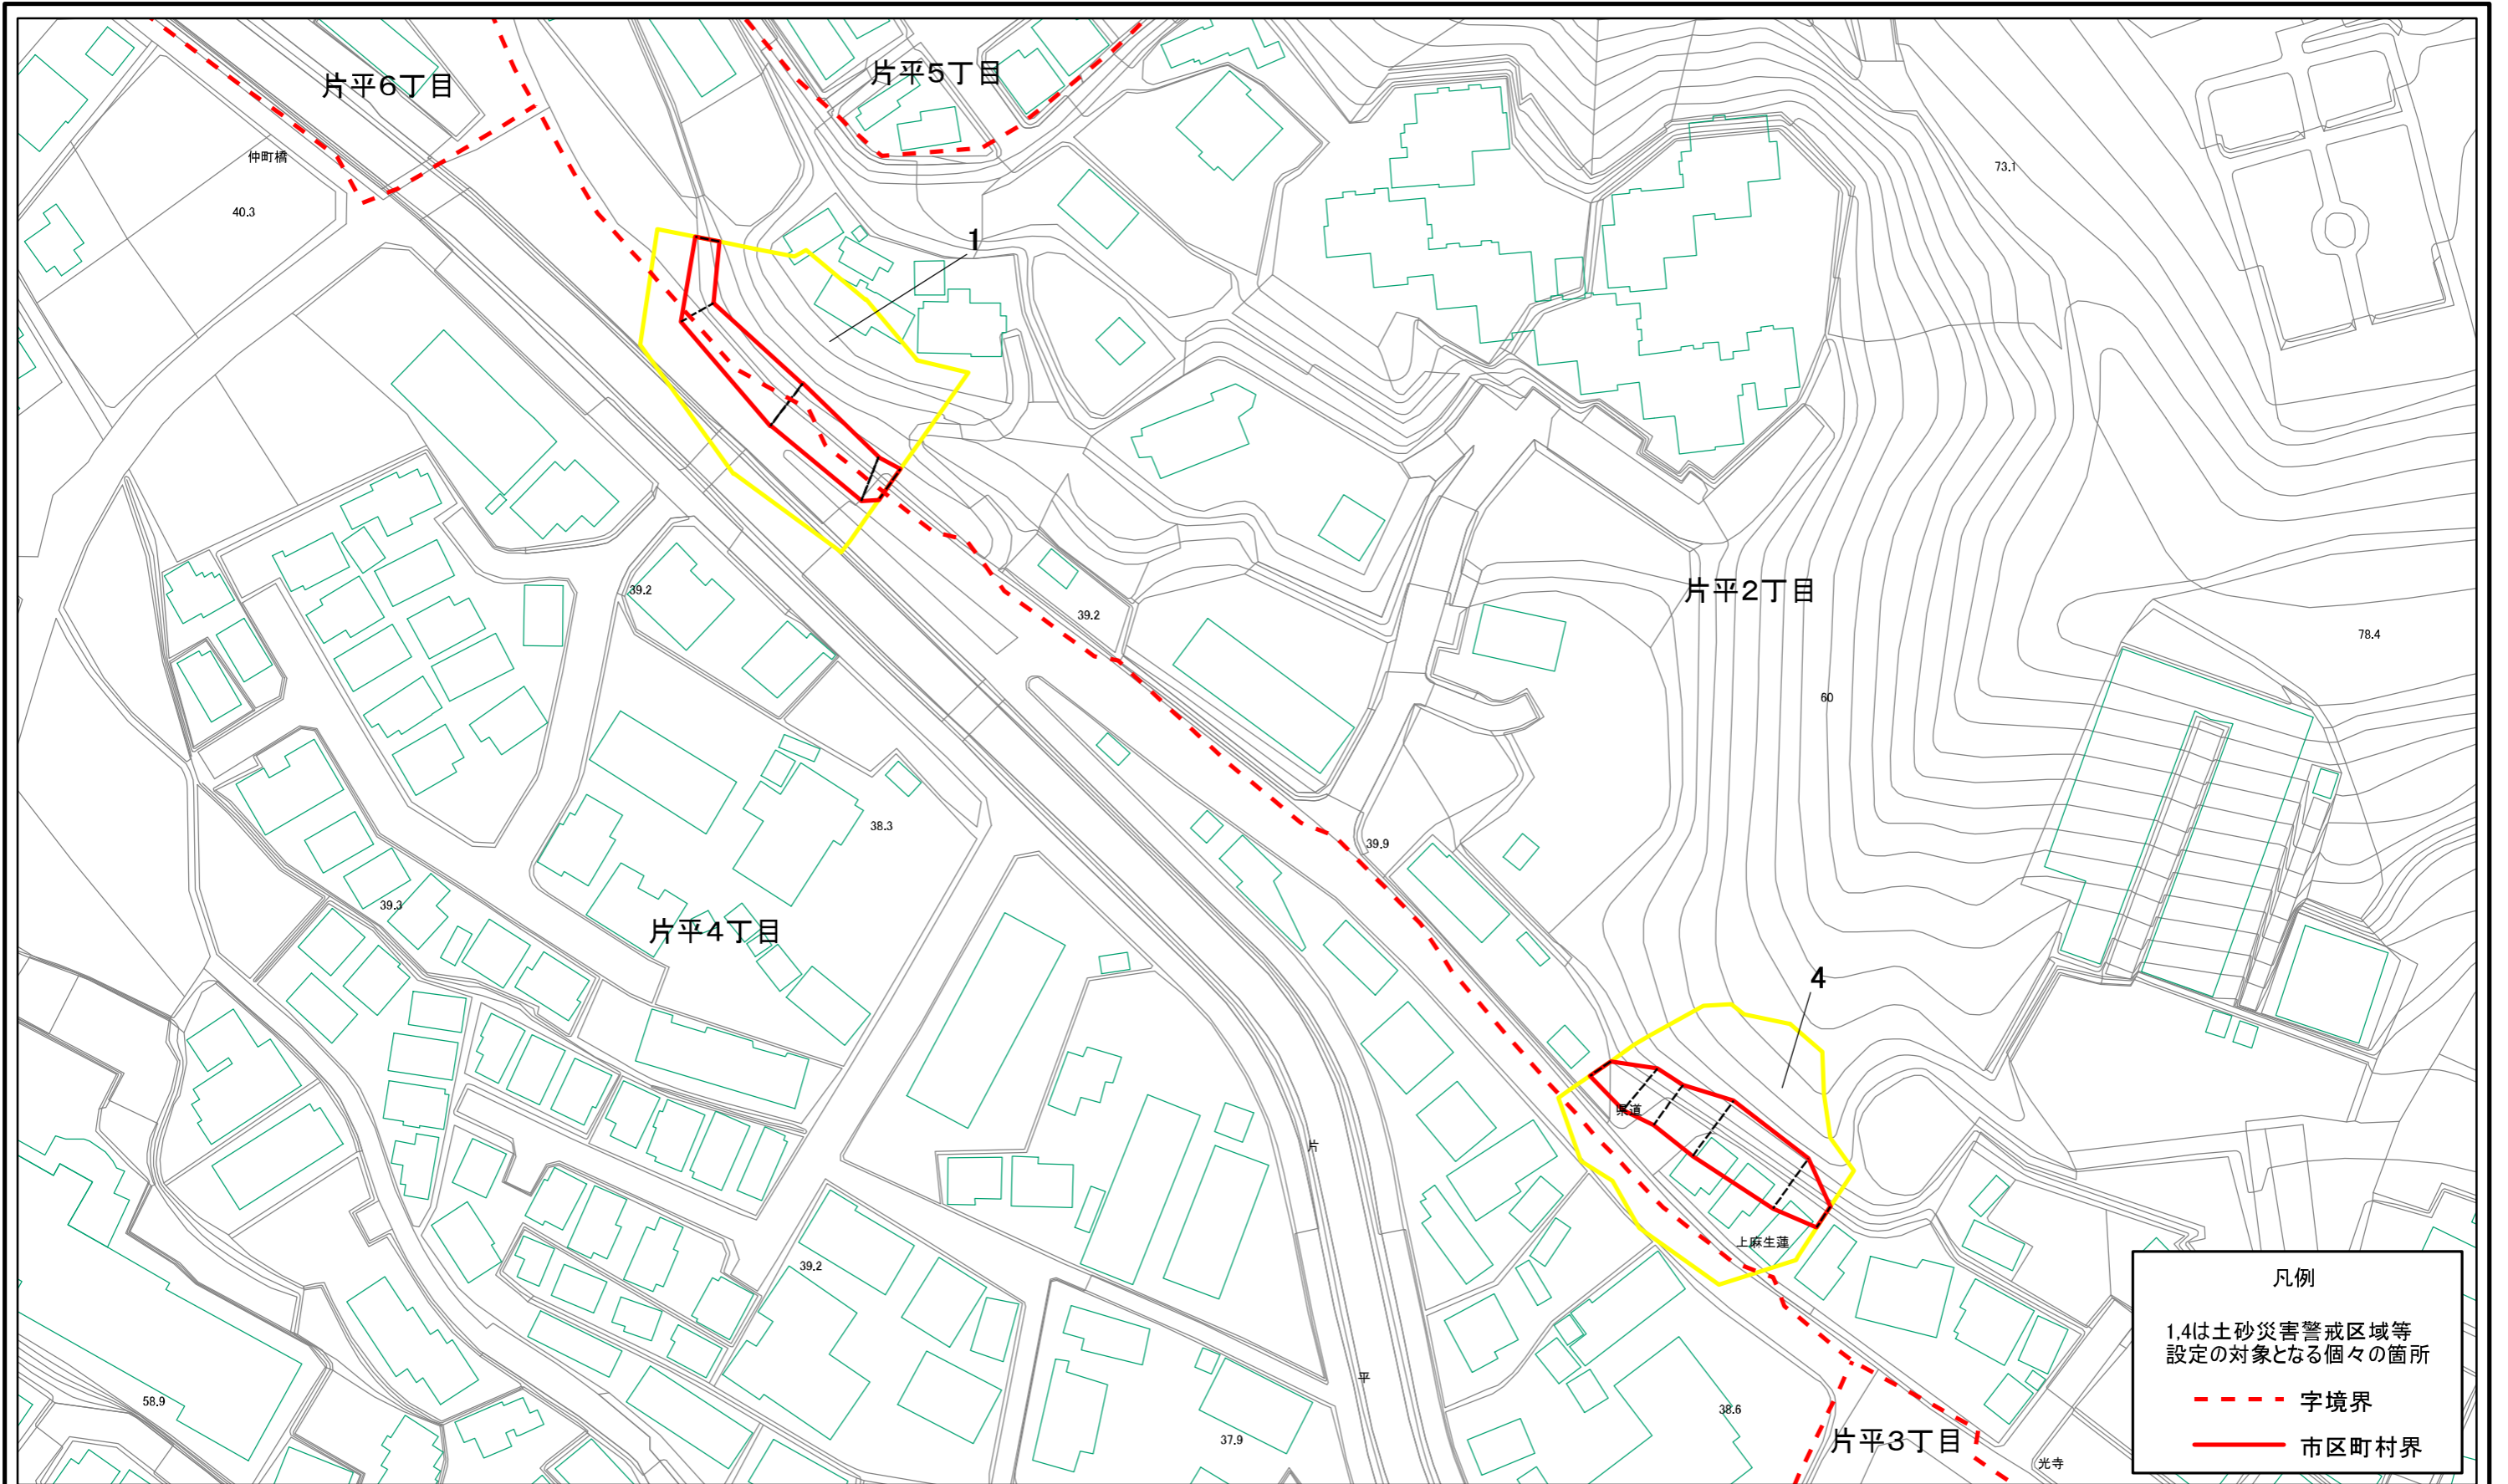 片平6丁目
片平5丁目
仲町橋
40.3
73.1
1
39.2
39.2
片平2丁目
78.4
60
38.3
39.9
39.3
片平4丁目
4
県道
片
上麻生蓮
39.2
平
58.9
37.9
38.6
片平3丁目
光寺
凡例
1,4は土砂災害警戒区域等
設定の対象となる個々の箇所
字境界
市区町村界